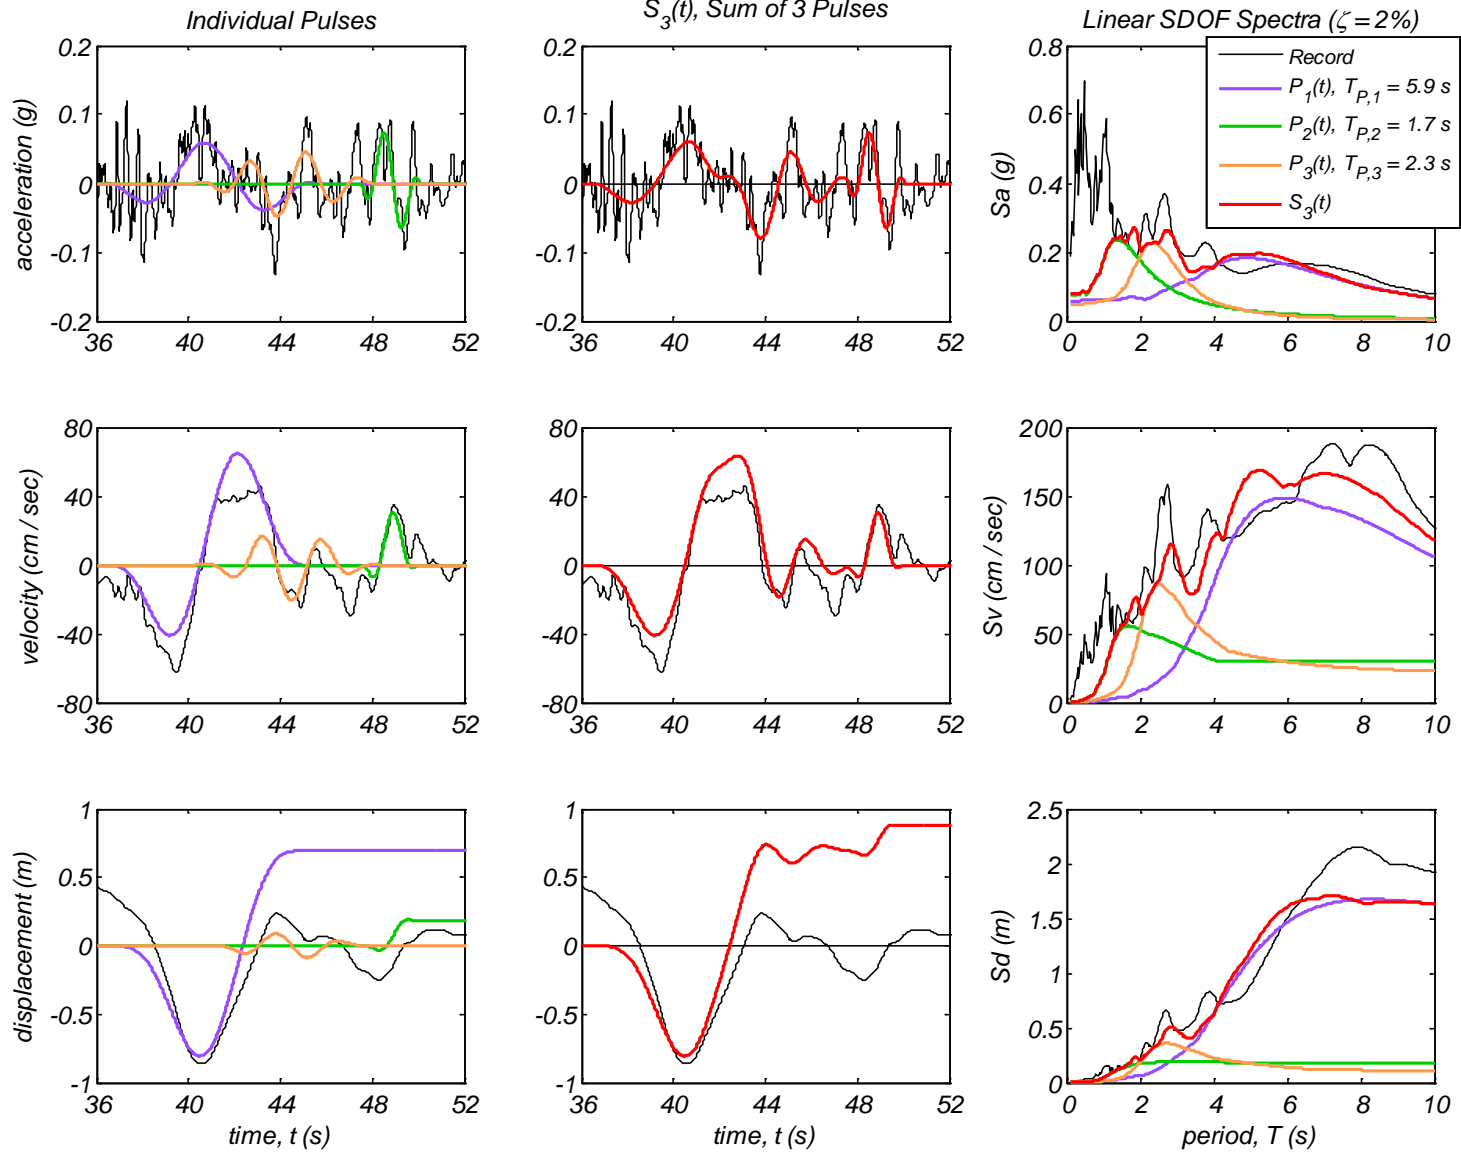 Individual Pulses
S3(t), Sum of 3 Pulses
Linear SDOF Spectra (ζ = 2%)
acceleration (g)
0.2
0.1
0
-0.1
-0.2
36 40 44 48 52
0.2
0.1
0
-0.1
-0.2
36 40 44 48 52
Sa (g)
0.8
0.6
0.4
0.2
0
0 2 4 6 8 10
Record
P1(t), TP,1 = 5.9 s
P2(t), TP,2 = 1.7 s
P3(t), TP,3 = 2.3 s
S3(t)
velocity (cm / sec)
80
40
0
-40
-80
36 40 44 48 52
80
40
0
-40
-80
36 40 44 48 52
Sv (cm / sec)
200
150
100
50
0
0 2 4 6 8 10
displacement (m)
1
0.5
0
-0.5
-1
36 40 44 48 52
time, t (s)
1
0.5
0
-0.5
-1
36 40 44 48 52
time, t (s)
Sd (m)
2.5
2
1.5
1
0.5
0
0 2 4 6 8 10
period, T (s)